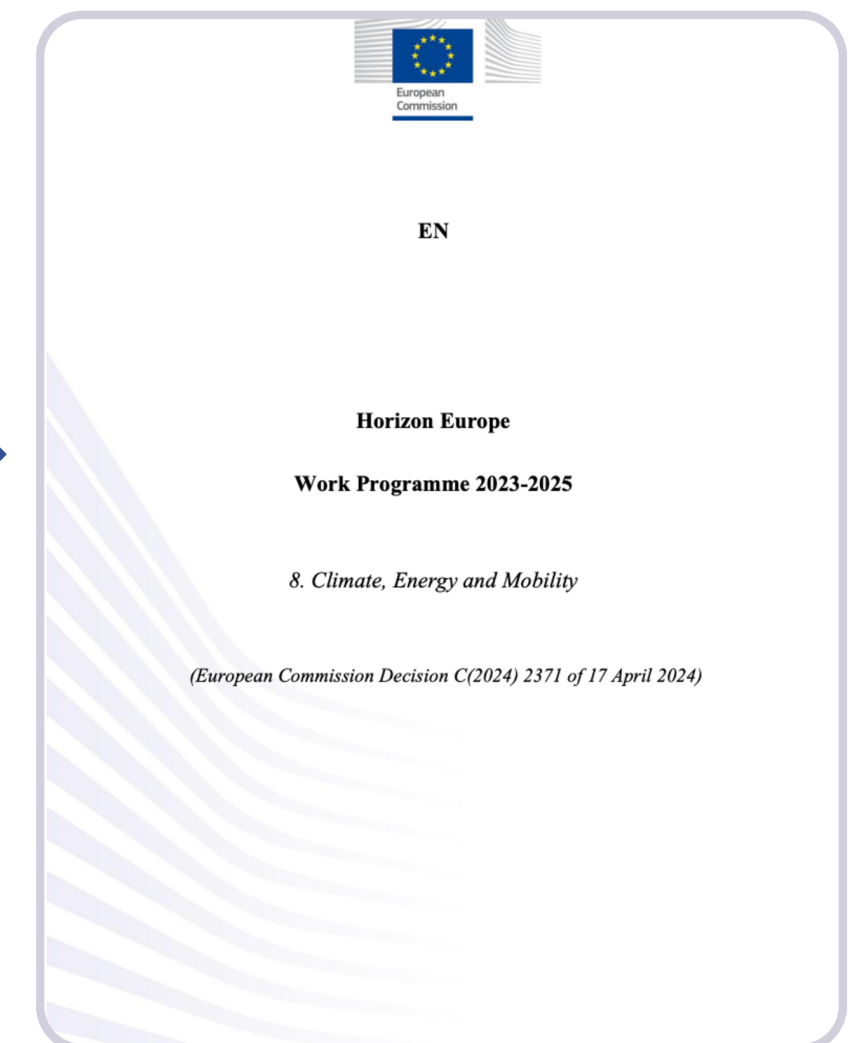 European
Commission
EN
Horizon Europe
Work Programme 2023-2025
8. Climate, Energy and Mobility
(European Commission Decision C(2024) 2371 of 17 April 2024)